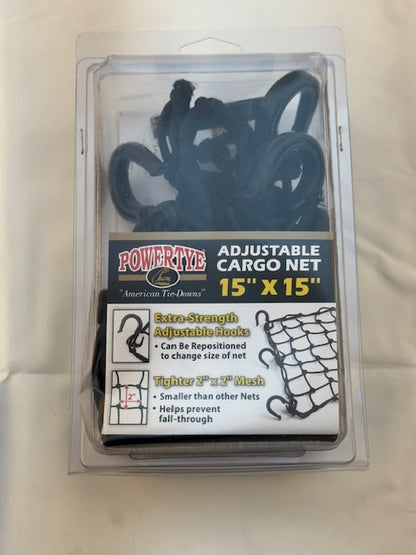 POWERTYE
"American Tie-Downs"
ADJUSTABLE
CARGO NET
15" X 15"
Extra-Strength
Adjustable Hooks
• Can Be Repositioned
to change size of net
2"
Tighter 2" x 2" Mesh
• Smaller than other Nets
• Helps prevent
fall-through